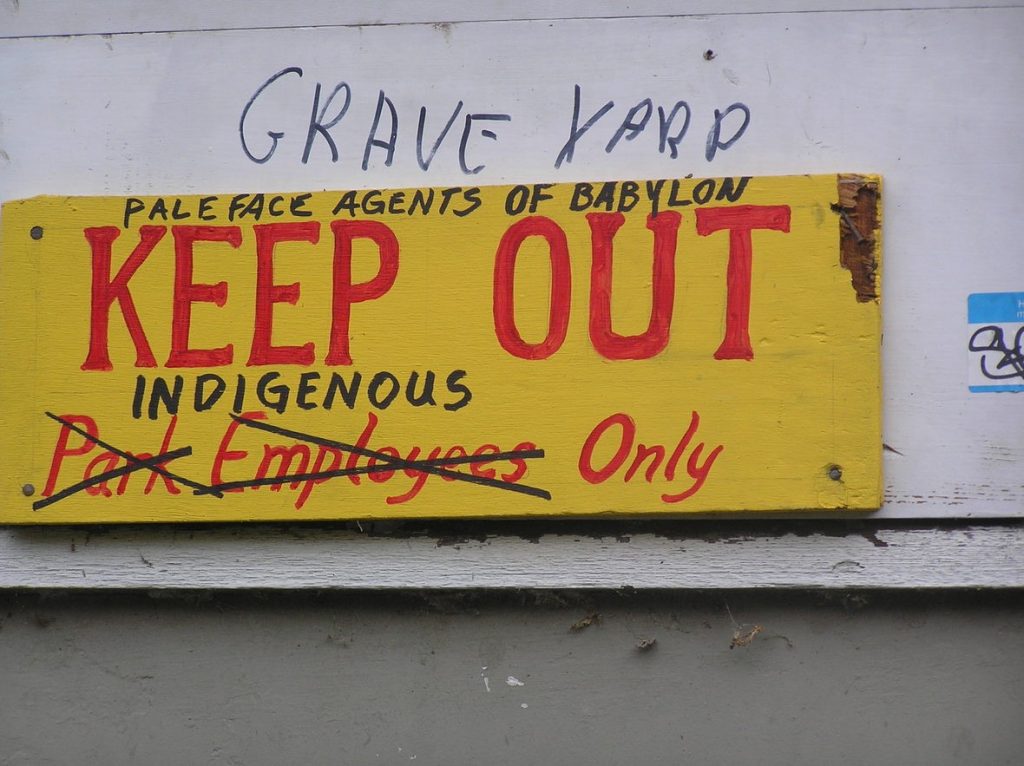 GRAVE YARD
PALEFACE AGENTS OF BABYLON
KEEP OUT
INDIGENOUS
Park Employees Only